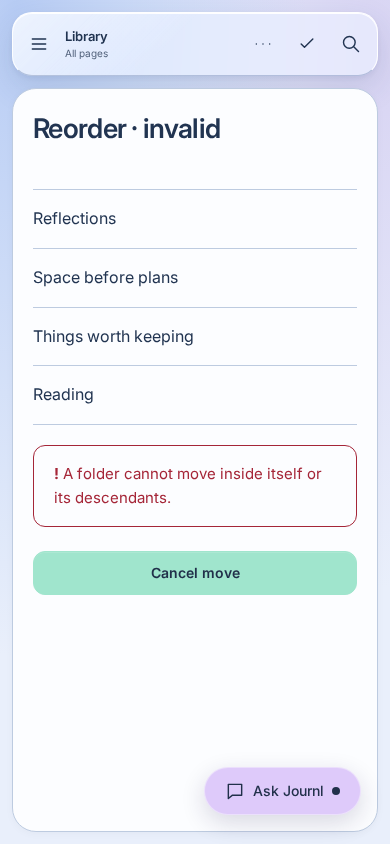 Library
All pages
Reorder · invalid
Reflections
Space before plans
Things worth keeping
Reading
! A folder cannot move inside itself or
its descendants.
Cancel move
Ask Journl